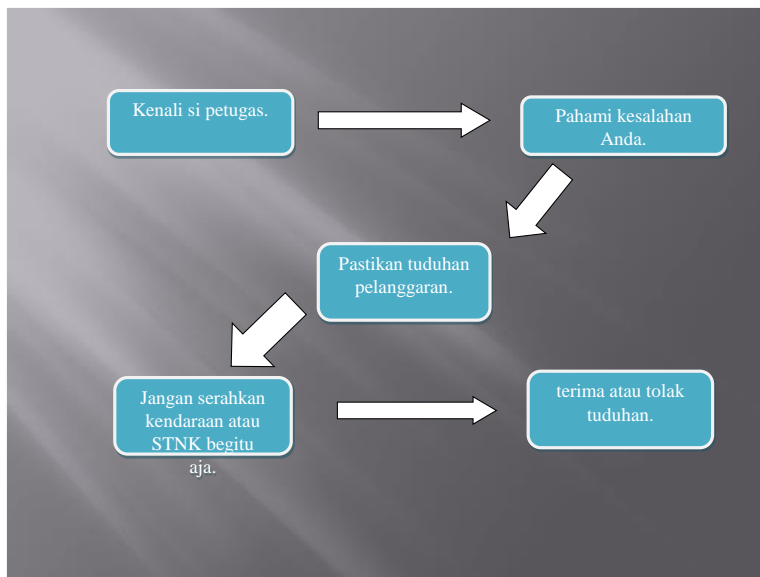 Kenali si petugas.
Pahami kesalahan
Anda.
Pastikan tuduhan
pelanggaran.
Jangan serahkan
kendaraan atau
STNK begitu
aja.
terima atau tolak
tuduhan.